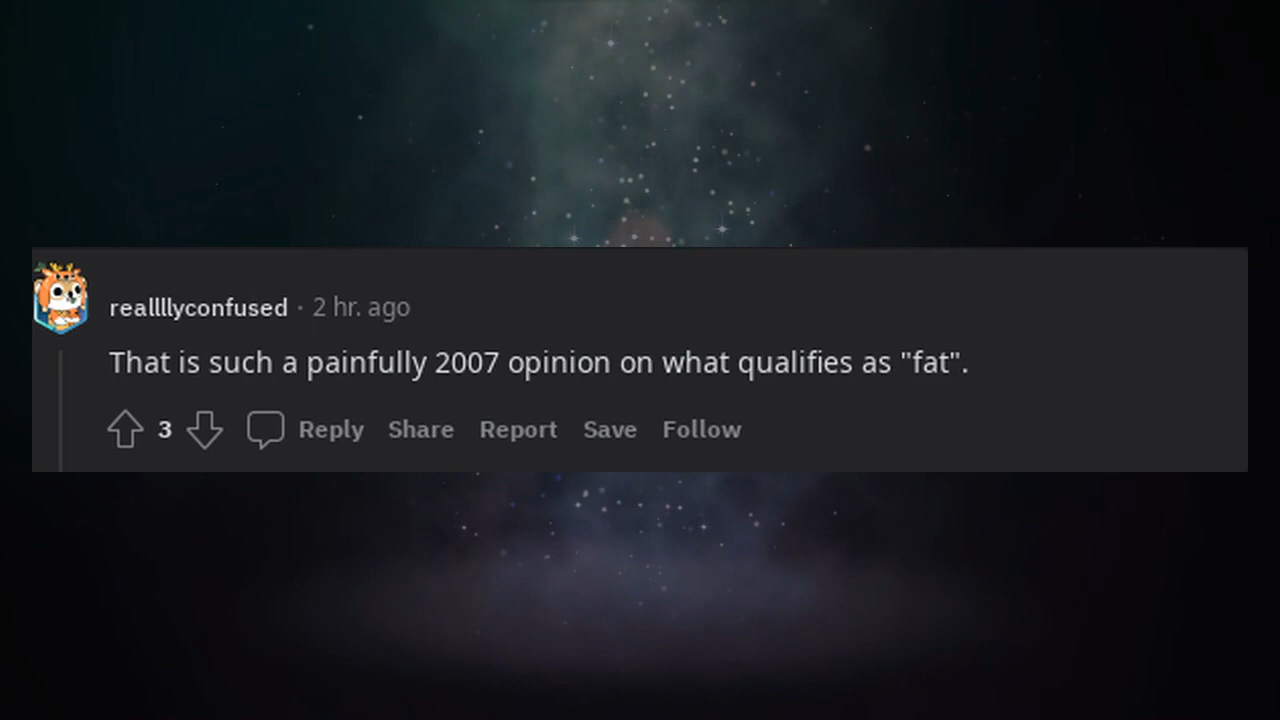 reallllyconfused · 2 hr. ago
That is such a painfully 2007 opinion on what qualifies as "fat".
3 Reply Share Report Save Follow